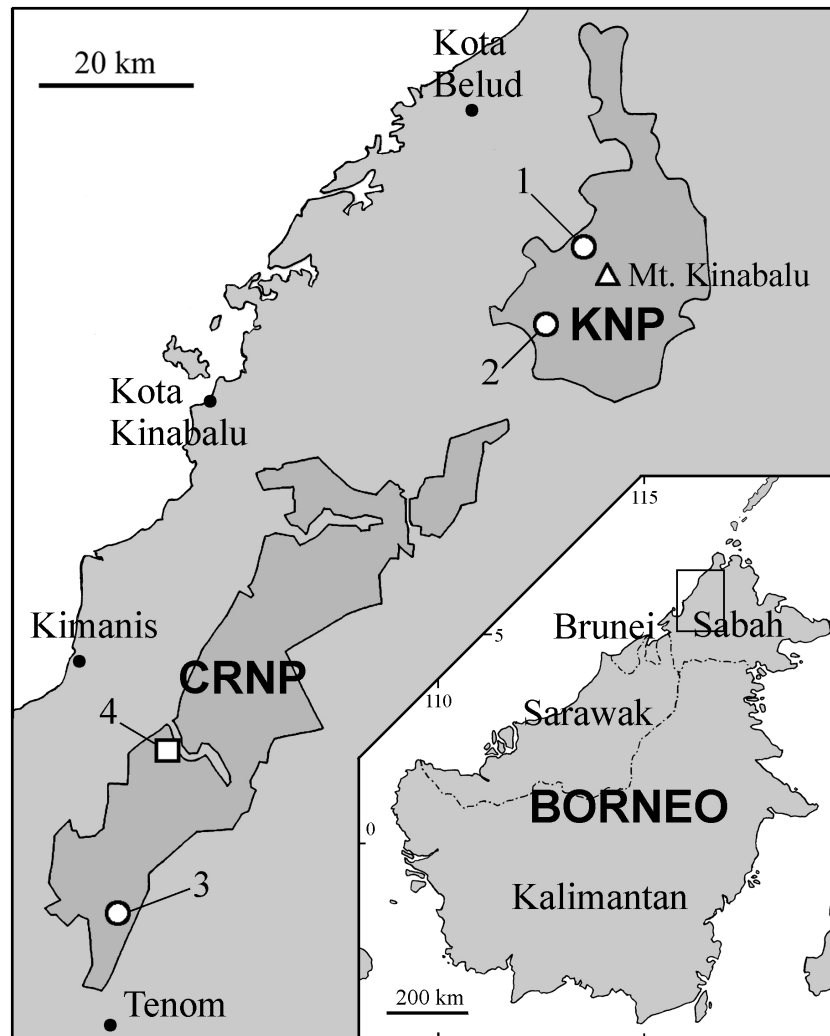 20 km
Kota
Belud
1
Mt. Kinabalu
KNP
2
Kota
Kinabalu
115
Kimanis
Brunei
Sabah
5
CRNP
110
4
Sarawak
BORNEO
0
3
Kalimantan
200 km
Tenom